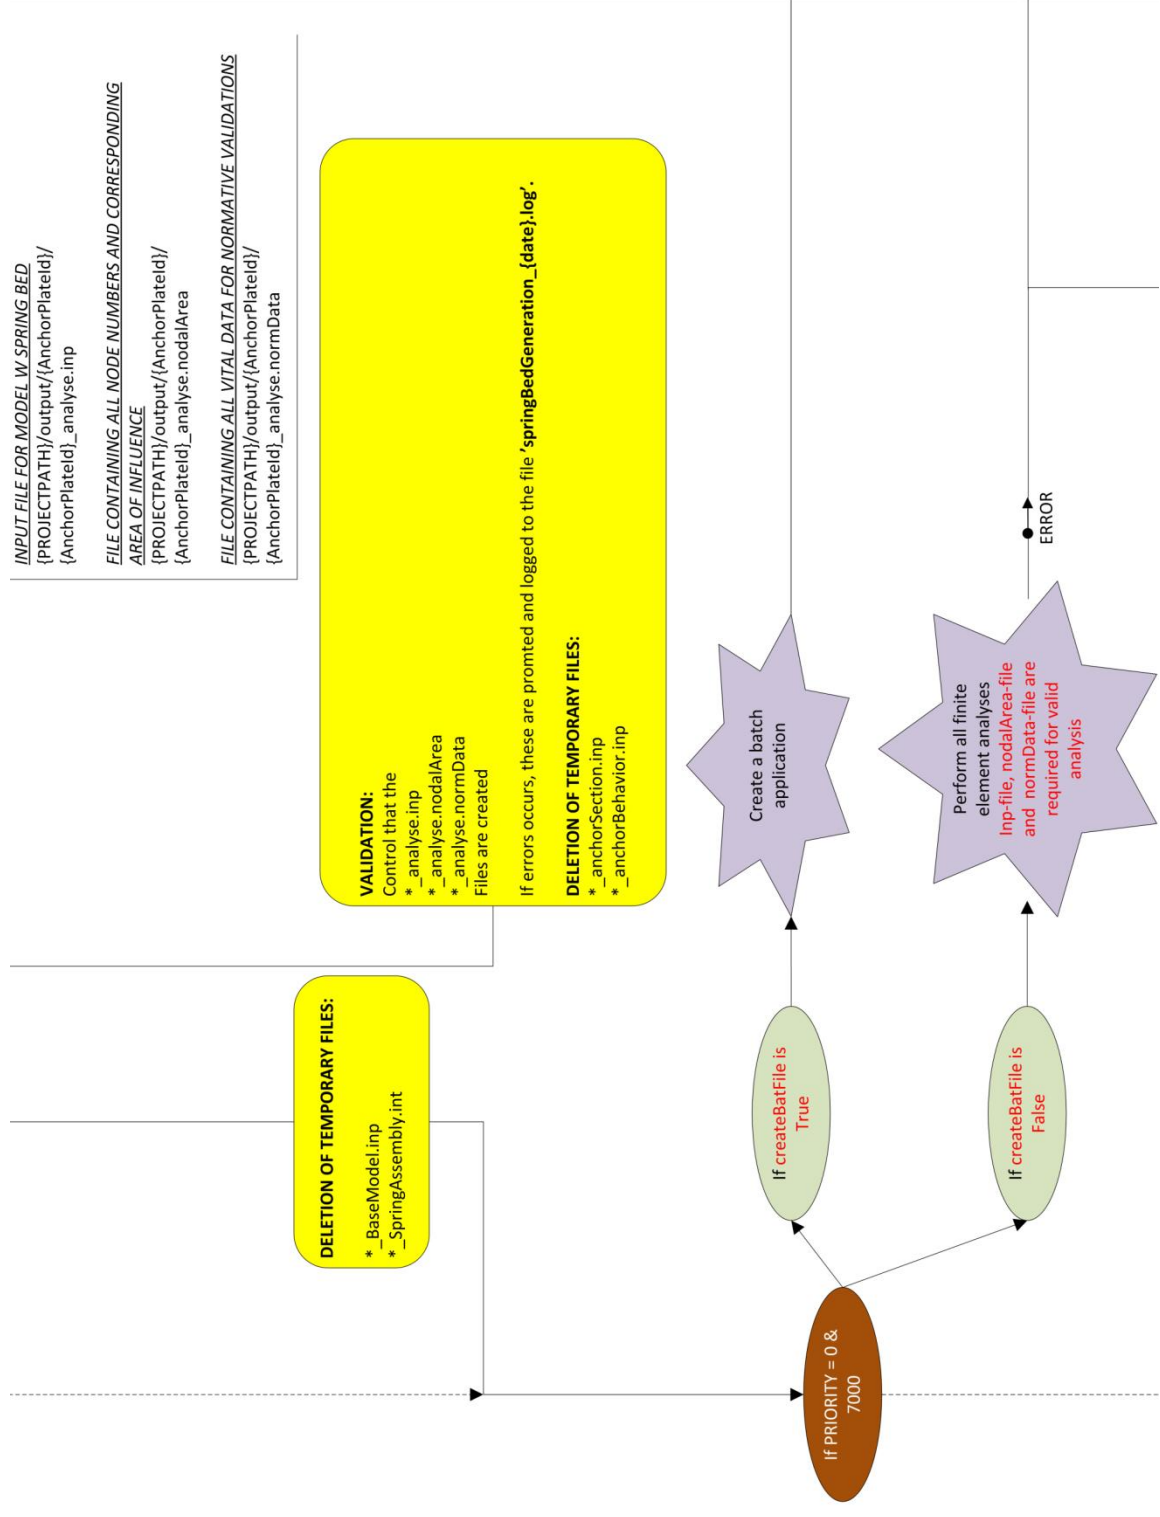 INPUT FILE FOR MODEL W SPRING BED
{PROJECTPATH}/output/{AnchorPlateId}/
{AnchorPlateId}_analyse.inp
FILE CONTAINING ALL NODE NUMBERS AND CORRESPONDING
AREA OF INFLUENCE
{PROJECTPATH}/output/{AnchorPlateId}/
{AnchorPlateId}_analyse.nodalArea
FILE CONTAINING ALL VITAL DATA FOR NORMATIVE VALIDATIONS
{PROJECTPATH}/output/{AnchorPlateId}/
{AnchorPlateId}_analyse.normData
DELETION OF TEMPORARY FILES:
*_BaseModel.inp
*_SpringAssembly.int
VALIDATION:
Control that the
*_analyse.inp
*_analyse.nodalArea
*_analyse.normData
Files are created
If errors occurs, these are promted and logged to the file 'springBedGeneration_{date}.log'.
DELETION OF TEMPORARY FILES:
*_anchorSection.inp
*_anchorBehavior.inp
If PRIORITY = 0 &
7000
If createBatFile is
True
Create a batch
application
If createBatFile is
False
Perform all finite
element analyses
Inp-file, nodalArea-file
and normData-file are
required for valid
analysis
ERROR